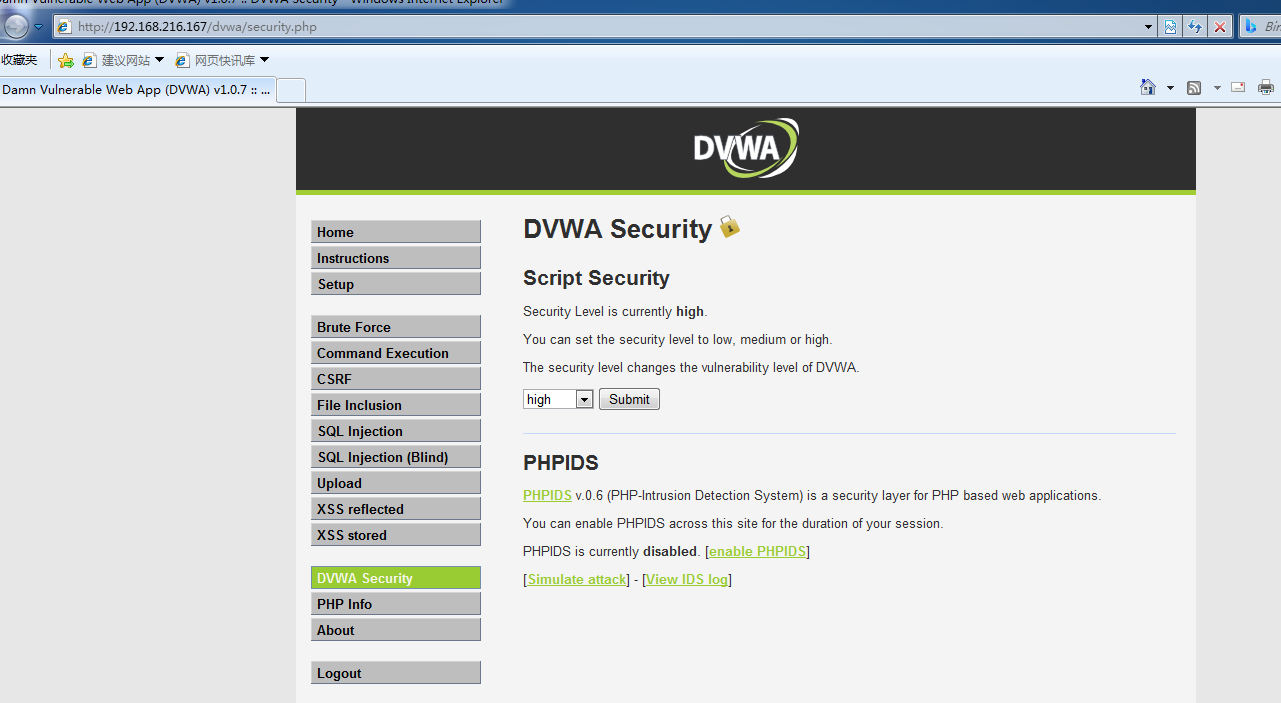 Damn Vulnerable Web App (DVWA) v1.0.7 :: DVWA Security - Windows Internet Explorer
http://192.168.216.167/dvwa/security.php
收藏夹 建议网站 网页快讯库
Damn Vulnerable Web App (DVWA) v1.0.7 :: ...
DVWA
Home
Instructions
Setup
Brute Force
Command Execution
CSRF
File Inclusion
SQL Injection
SQL Injection (Blind)
Upload
XSS reflected
XSS stored
DVWA Security
PHP Info
About
Logout
DVWA Security
Script Security
Security Level is currently high.
You can set the security level to low, medium or high.
The security level changes the vulnerability level of DVWA.
high Submit
PHPIDS
PHPIDS v.0.6 (PHP-Intrusion Detection System) is a security layer for PHP based web applications.
You can enable PHPIDS across this site for the duration of your session.
PHPIDS is currently disabled. [enable PHPIDS]
[Simulate attack] - [View IDS log]